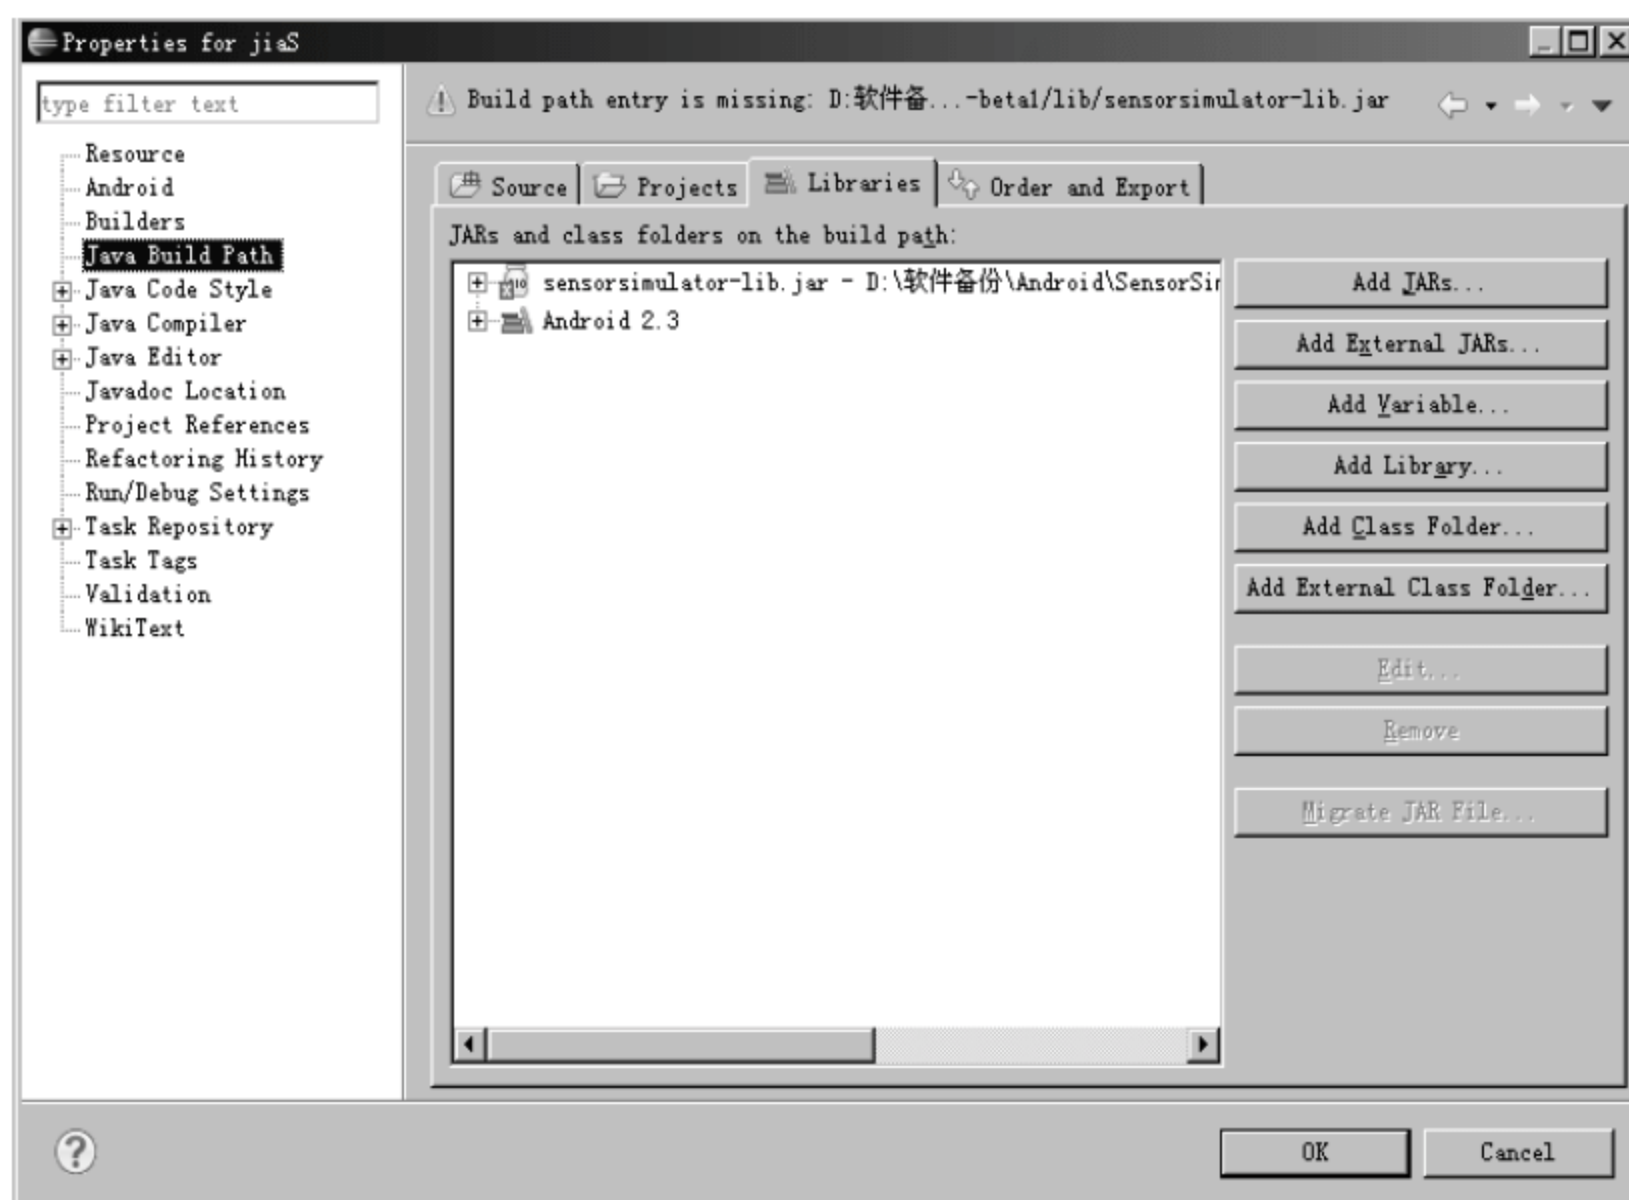 Properties for jiaS
type filter text
Resource
Android
Builders
Java Build Path
Java Code Style
Java Compiler
Java Editor
Javadoc Location
Project References
Refactoring History
Run/Debug Settings
Task Repository
Task Tags
Validation
WikiText
Build path entry is missing: D:软件备...-beta1/lib/sensorsimulator-lib.jar
Source Projects Libraries Order and Export
JARs and class folders on the build path:
sensorsimulator-lib.jar - D:\软件备份\Android\SensorSir
Android 2.3
Add JARs...
Add External JARs...
Add Variable...
Add Library...
Add Class Folder...
Add External Class Folder...
Edit...
Remove
Migrate JAR File...
OK Cancel